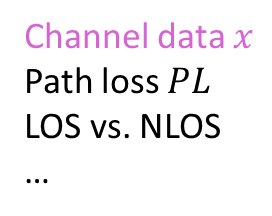 Channel data 𝑥
Path loss 𝑃𝐿
LOS vs. NLOS
...